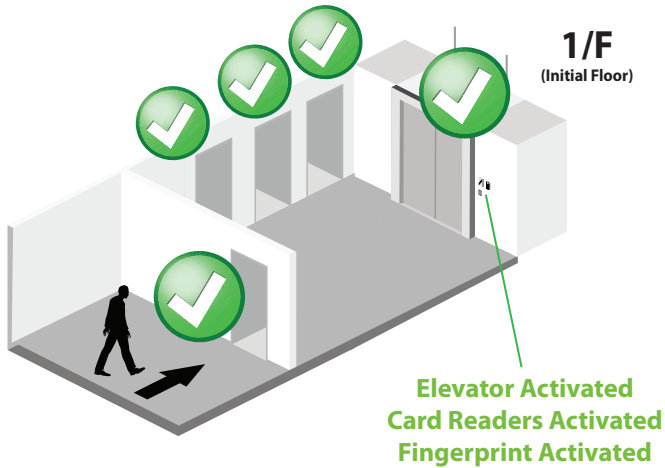 1/F
(Initial Floor)
Elevator Activated
Card Readers Activated
Fingerprint Activated